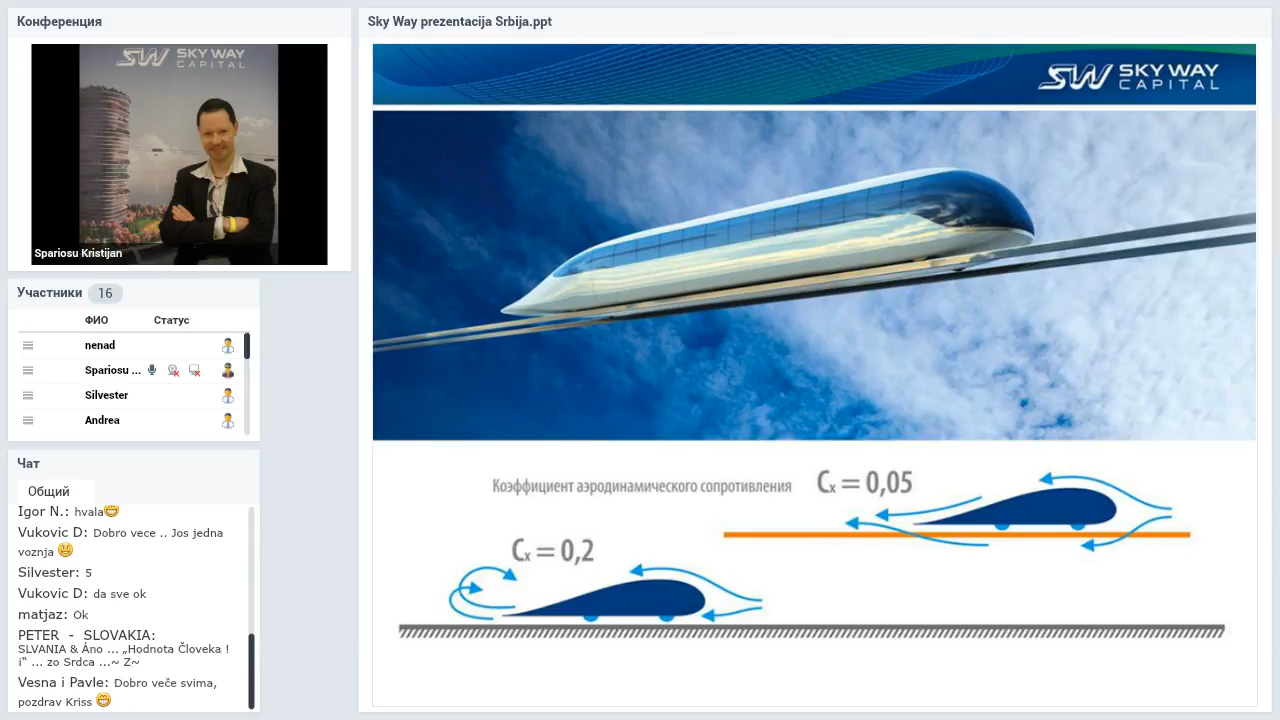 Конференция
SW SKY WAY
CAPITAL
Spariosu Kristijan
Участники 16
ФИО Статус
nenad
Spariosu ...
Silvester
Andrea
Чат
Общий
Igor N.: hvala
Vukovic D: Dobro vece .. Jos jedna
voznja
Silvester: 5
Vukovic D: da sve ok
matjaz: Ok
PETER - SLOVAKIA:
SLVANIA & Áno ... „Hodnota Človeka !
i“ ... zo Srdca ...~ Z~
Vesna i Pavle: Dobro veče svima,
pozdrav Kriss
Sky Way prezentacija Srbija.ppt
SW SKY WAY
CAPITAL
Коэффициент аэродинамического сопротивления
Cx = 0,05
Cx = 0,2